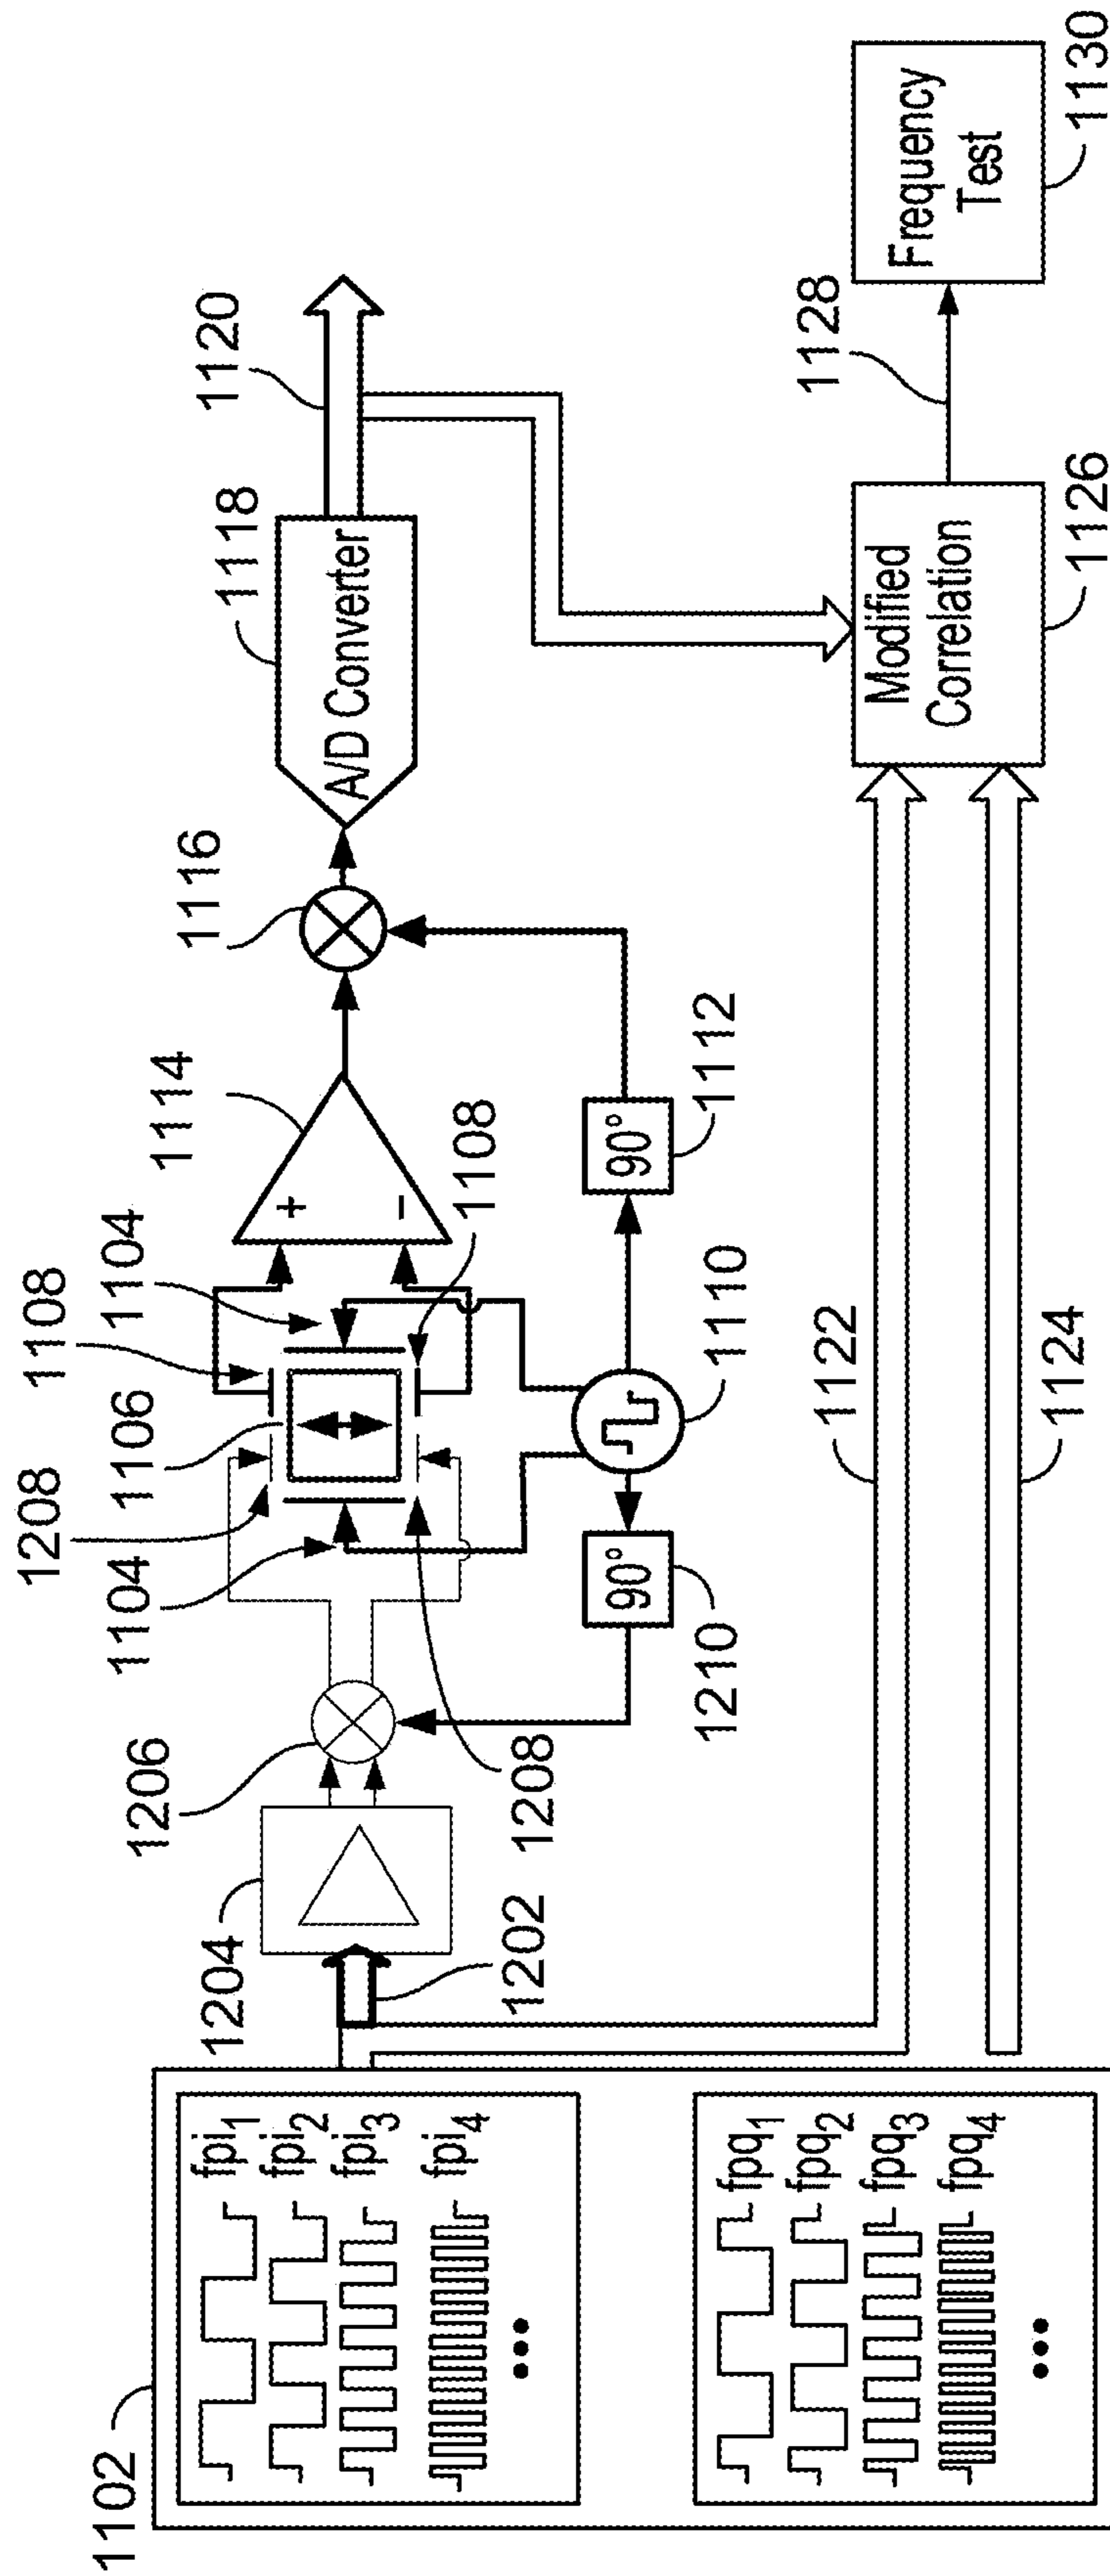 1102
fpi1
fpi2
fpi3
fpi4
•••
fpq1
fpq2
fpq3
fpq4
•••
1202
1204
1206
1208
1208
1210
90°
1104
1106
1108
1104
1108
1110
90°
1112
+
−
1114
1116
A/D Converter
1118
1120
1122
1124
Modified
Correlation
1126
1128
Frequency
Test
1130